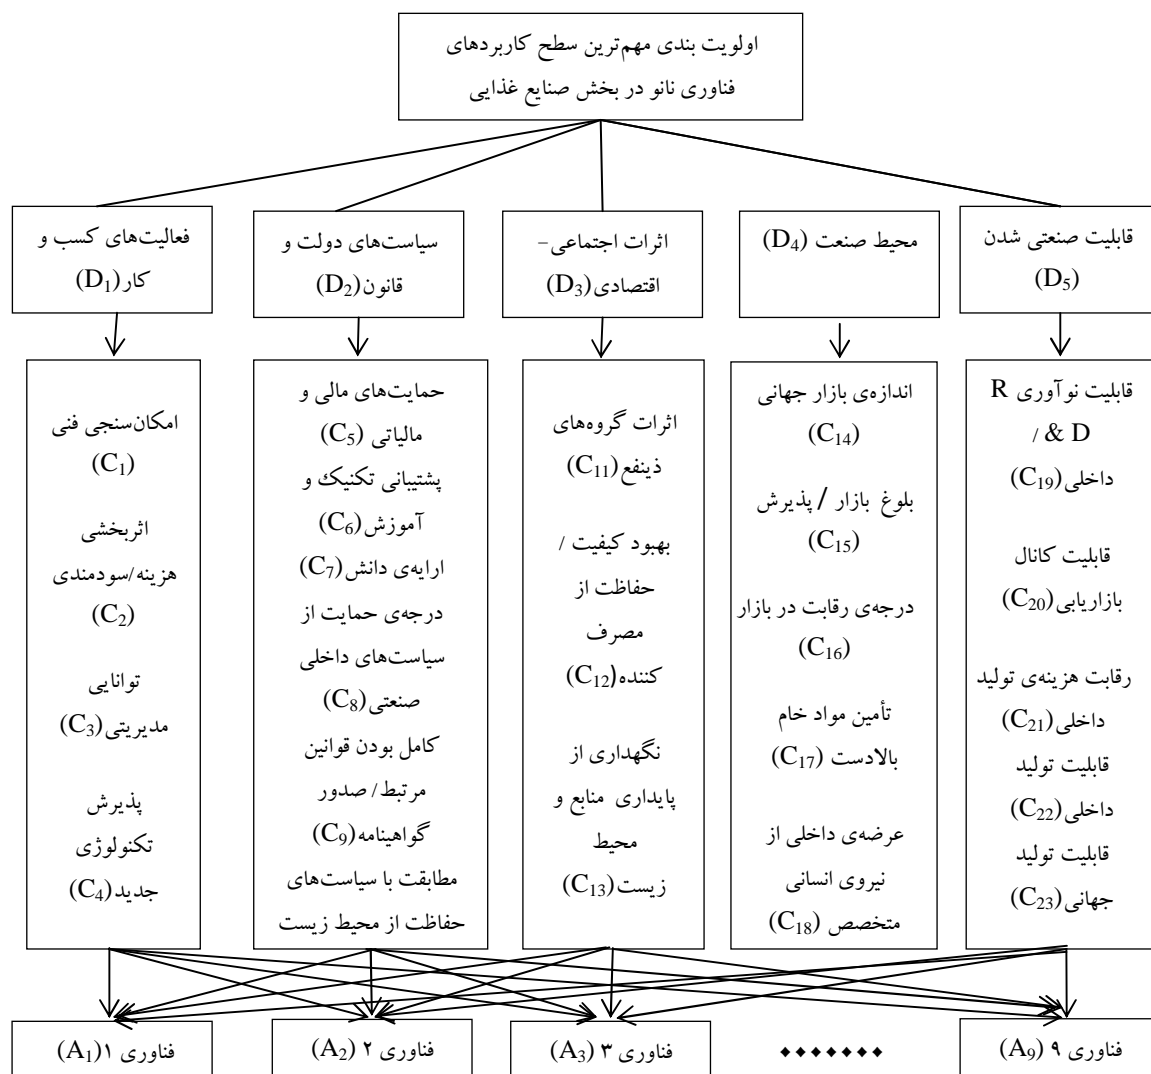 اولویت بندی مهم‌ترین سطح کاربردهای
فناوری نانو در بخش صنایع غذایی
فعالیت‌های کسب و
کار(D1)
سیاست‌های دولت و
قانون(D2)
اثرات اجتماعی–
اقتصادی(D3)
محیط صنعت (D4)
قابلیت صنعتی شدن
(D5)
امکان‌سنجی فنی
(C1)
اثربخشی
هزینه/سودمندی
(C2)
توانایی
مدیریتی(C3)
پذیرش
تکنولوژی
جدید(C4)
حمایت‌های مالی و
مالیاتی (C5)
پشتیبانی تکنیک و
آموزش(C6)
ارایه‌ی دانش(C7)
درجه‌ی حمایت از
سیاست‌های داخلی
صنعتی(C8)
کامل بودن قوانین
مرتبط/صدور
گواهینامه(C9)
مطابقت با سیاست‌های
حفاظت از محیط زیست
اثرات گروه‌های
ذینفع(C11)
بهبود کیفیت /
حفاظت از
مصرف
کننده(C12)
نگهداری از
پایداری منابع و
محیط
زیست(C13)
اندازه‌ی بازار جهانی
(C14)
بلوغ بازار / پذیرش
(C15)
درجه‌ی رقابت در بازار
(C16)
تأمین مواد خام
بالادست (C17)
عرضه‌ی داخلی از
نیروی انسانی
متخصص (C18)
قابلیت نوآوری R
/ & D
داخلی(C19)
قابلیت کانال
بازاریابی(C20)
رقابت هزینه‌ی تولید
داخلی(C21)
قابلیت تولید
داخلی(C22)
قابلیت تولید
جهانی(C23)
فناوری ۱(A1)
فناوری ۲ (A2)
فناوری ۳ (A3)
فناوری ۹ (A9)